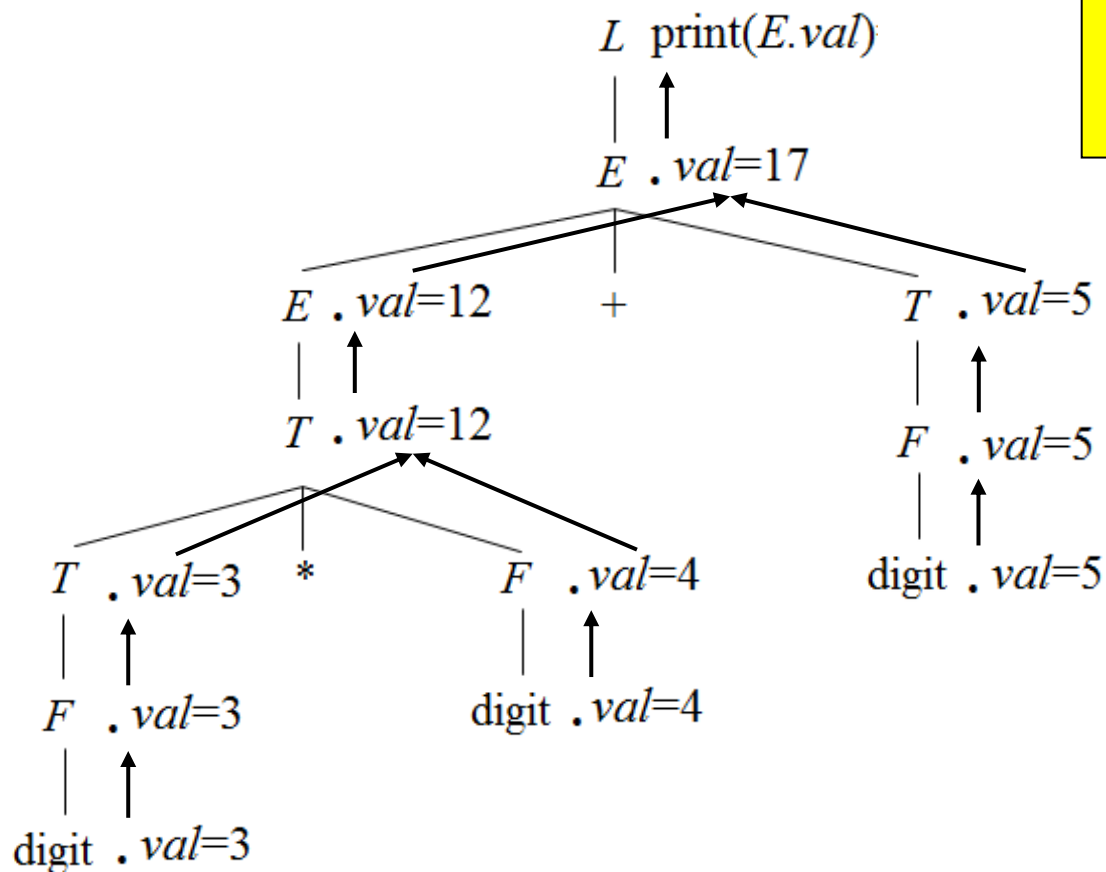 L print(E.val)
E . val=17
E . val=12 + T . val=5
T . val=12 F . val=5
T . val=3 * F . val=4 digit . val=5
F . val=3 digit . val=4
digit . val=3